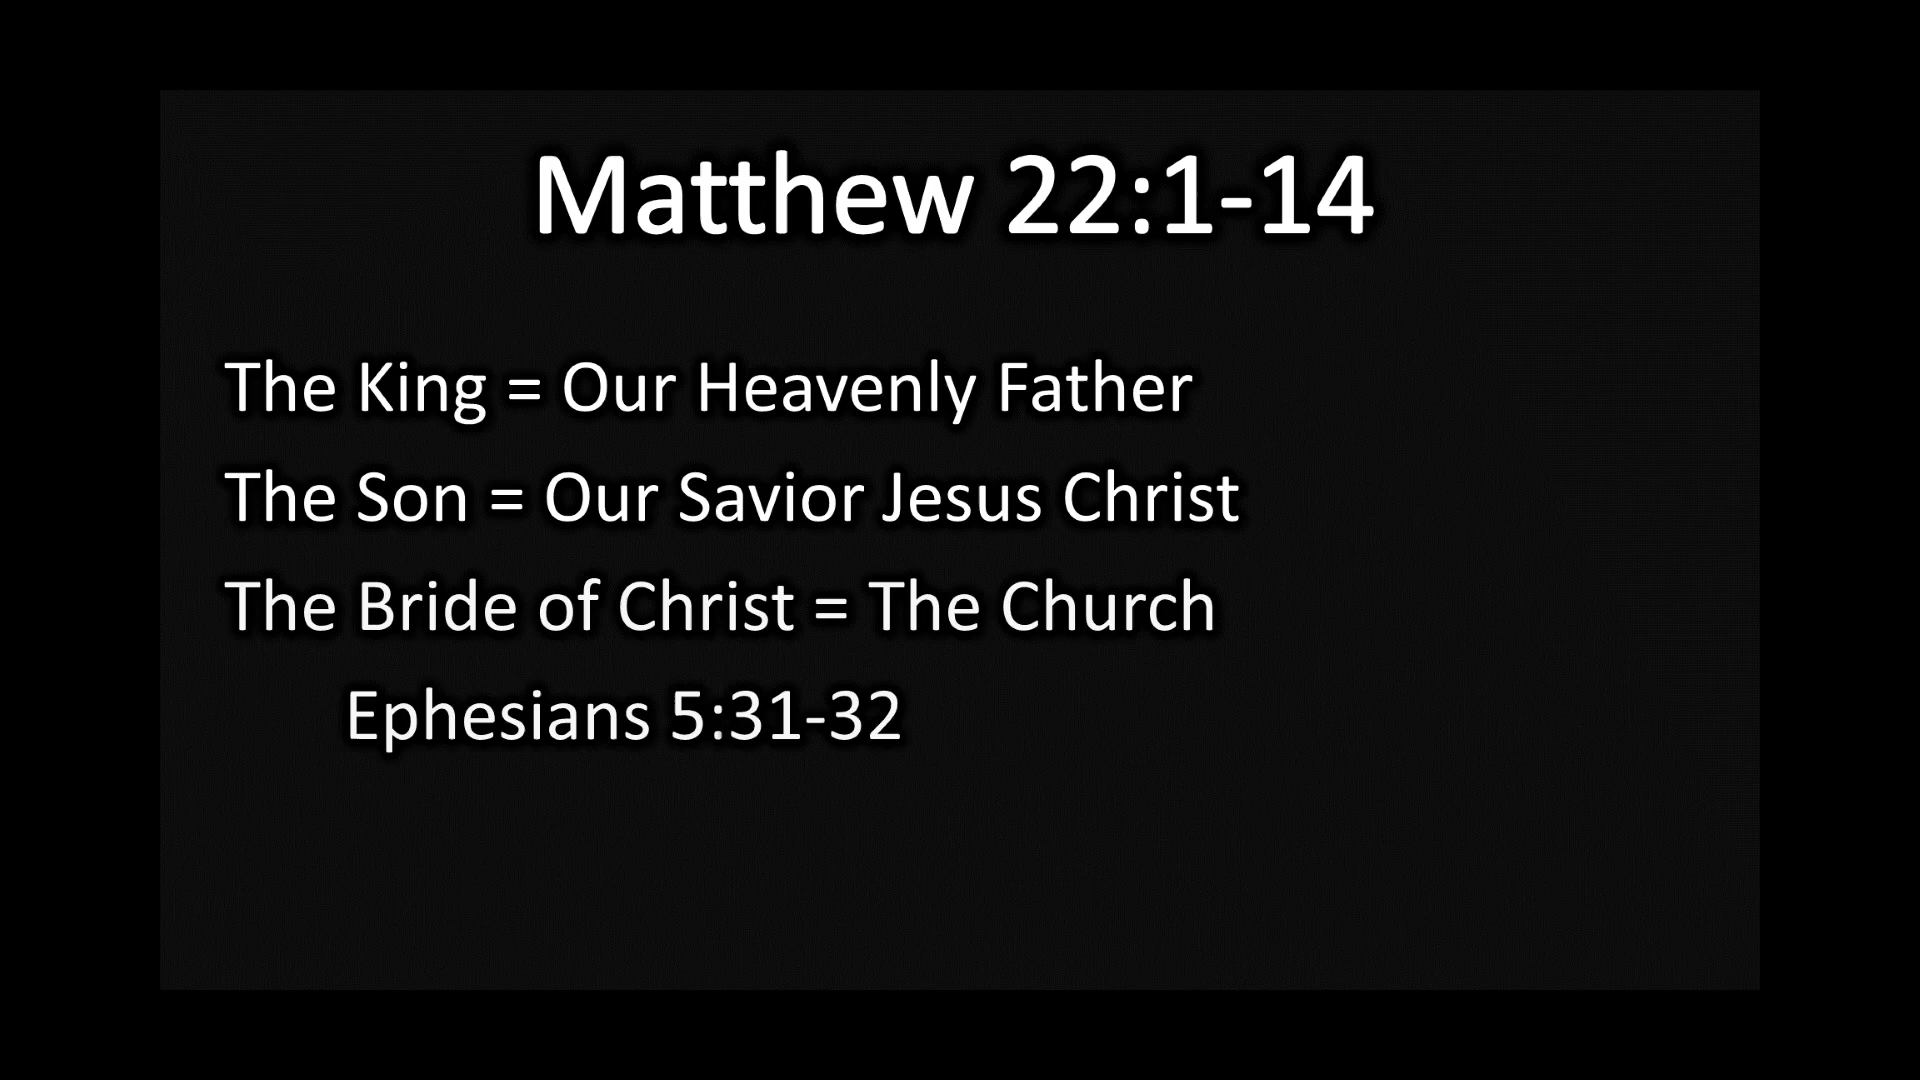 Matthew 22:1-14
The King = Our Heavenly Father
The Son = Our Savior Jesus Christ
The Bride of Christ = The Church
Ephesians 5:31-32